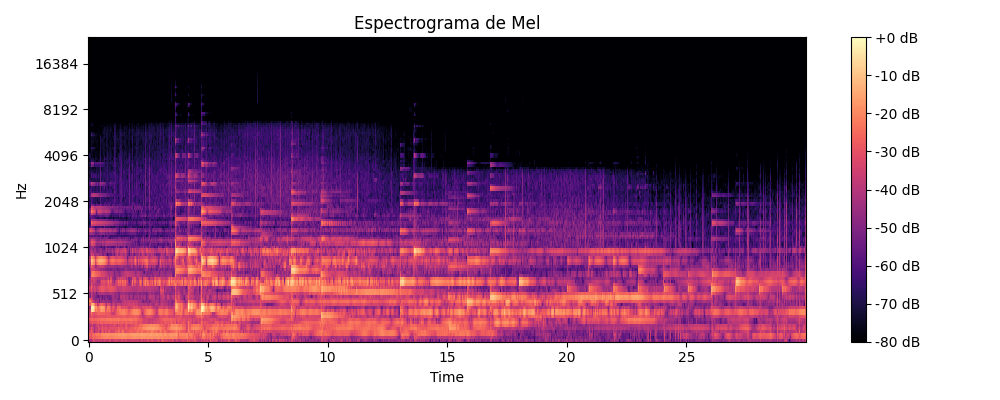 Espectrograma de Mel
Hz
16384
8192
4096
2048
1024
512
0
0 5 10 15 20 25
Time
+0 dB
-10 dB
-20 dB
-30 dB
-40 dB
-50 dB
-60 dB
-70 dB
-80 dB